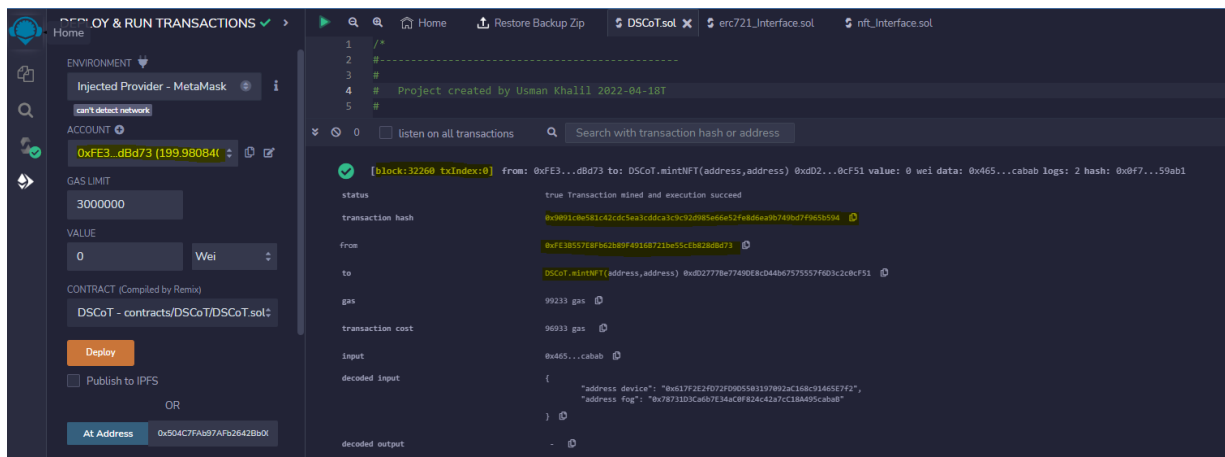 DEPLOY & RUN TRANSACTIONS
Home
ENVIRONMENT
Injected Provider - MetaMask
can't detect network
ACCOUNT
0xFE3...dBd73 (199.98084(
GAS LIMIT
3000000
VALUE
0 Wei
CONTRACT (Compiled by Remix)
DSCoT - contracts/DSCoT/DSCoT.sol
Deploy
Publish to IPFS
OR
At Address 0x504C7FAb97AFb2642Bb0(
Home Restore Backup Zip DSCoT.sol erc721_Interface.sol nft_Interface.sol
1 /*
2 #------------------------------------------------
3 #
4 # Project created by Usman Khalil 2022-04-18T
5 #
0 listen on all transactions Search with transaction hash or address
[block:32260 txIndex:0] from: 0xFE3...dBd73 to: DSCoT.mintNFT(address,address) 0xdD2...0cF51 value: 0 wei data: 0x465...cabab logs: 2 hash: 0x0f7...59ab1
status true Transaction mined and execution succeed
transaction hash 0x9091c0e581c42cdc5ea3cddca3c9c92d985e66e52fe8d6ea9b749bd7f965b594
from 0xFE3B557E8Fb62b89F4916B721be55cEb828dBd73
to DSCoT.mintNFT(address,address) 0xdD2777Be7749DE8cD44b67575557f6D3c2c0cF51
gas 99233 gas
transaction cost 96933 gas
input 0x465...cabab
decoded input {
"address device": "0x617F2E2fD72FD9D5503197092aC168c91465E7f2",
"address fog": "0x78731D3Ca6b7E34aC0F824c42a7cC18A495cabaB"
}
decoded output -